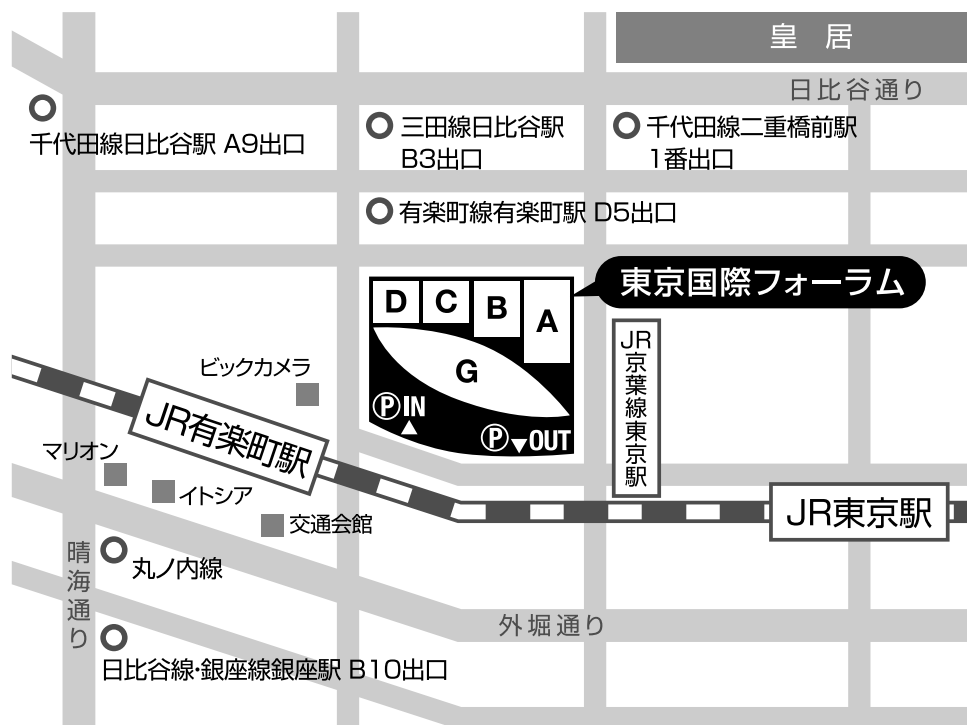 皇居
日比谷通り
千代田線日比谷駅 A9出口
三田線日比谷駅
B3出口
千代田線二重橋前駅
1番出口
有楽町線有楽町駅 D5出口
東京国際フォーラム
D
C
B
A
G
ⓅIN
Ⓟ OUT
JR京葉線東京駅
ビックカメラ
JR有楽町駅
マリオン
イトシア
交通会館
JR東京駅
晴海通り
丸ノ内線
外堀通り
日比谷線・銀座線銀座駅 B10出口